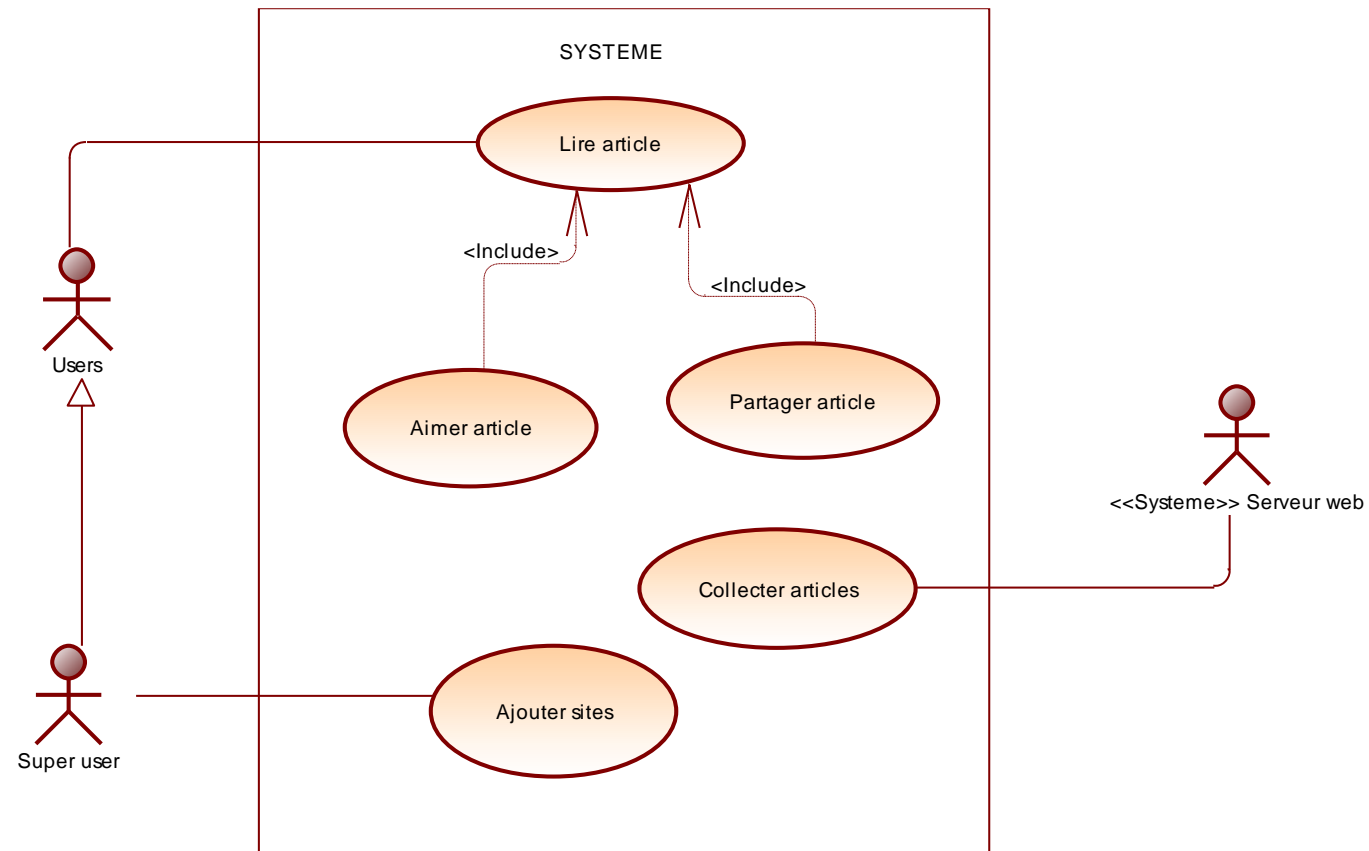 SYSTEME
Lire article
<Include>
<Include>
Users
Aimer article
Partager article
<<Systeme>> Serveur web
Collecter articles
Ajouter sites
Super user